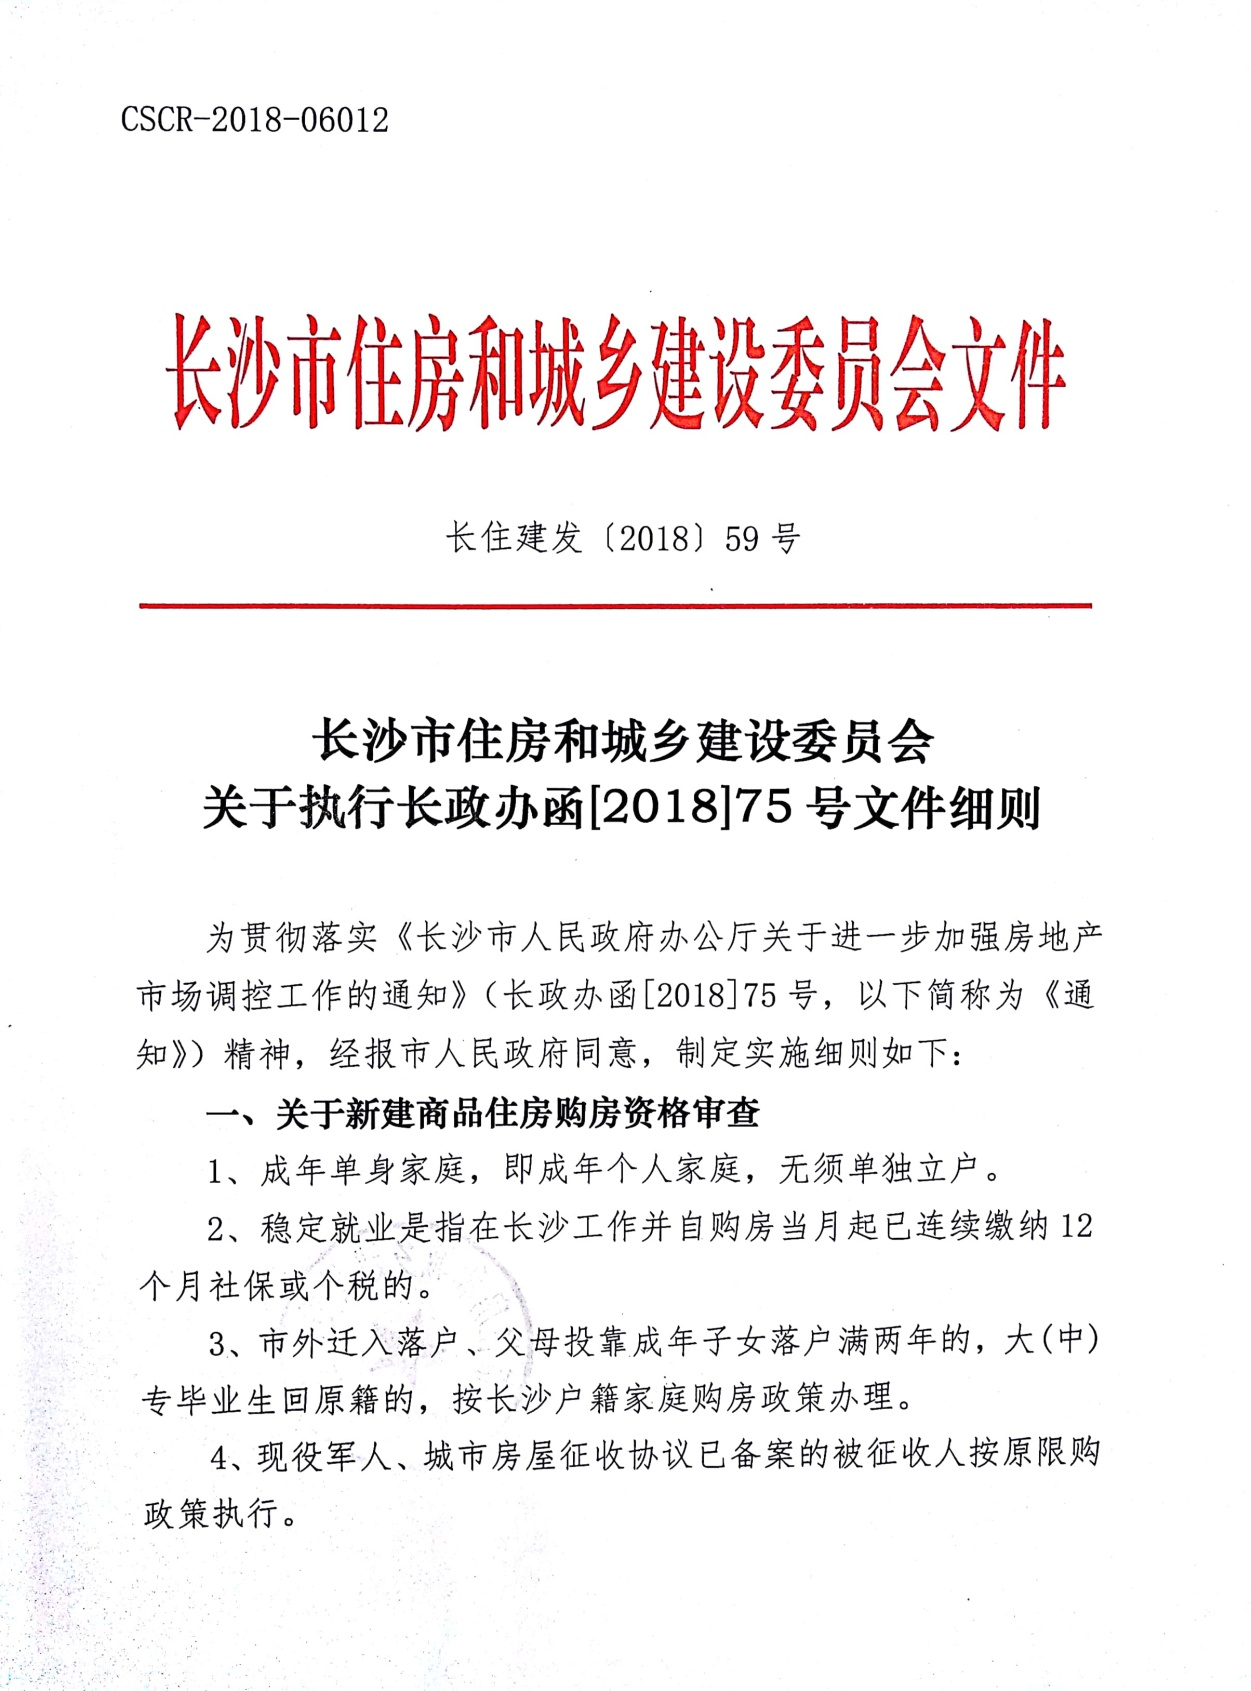 CSCR-2018-06012
长沙市住房和城乡建设委员会文件
长住建发〔2018〕59号
长沙市住房和城乡建设委员会
关于执行长政办函[2018]75号文件细则
为贯彻落实《长沙市人民政府办公厅关于进一步加强房地产
市场调控工作的通知》（长政办函[2018]75号，以下简称为《通
知》）精神，经报市人民政府同意，制定实施细则如下：
一、关于新建商品住房购房资格审查
1、成年单身家庭，即成年个人家庭，无须单独立户。
2、稳定就业是指在长沙工作并自购房当月起已连续缴纳12
个月社保或个税的。
3、市外迁入落户、父母投靠成年子女落户满两年的，大(中)
专毕业生回原籍的，按长沙户籍家庭购房政策办理。
4、现役军人、城市房屋征收协议已备案的被征收人按原限购
政策执行。